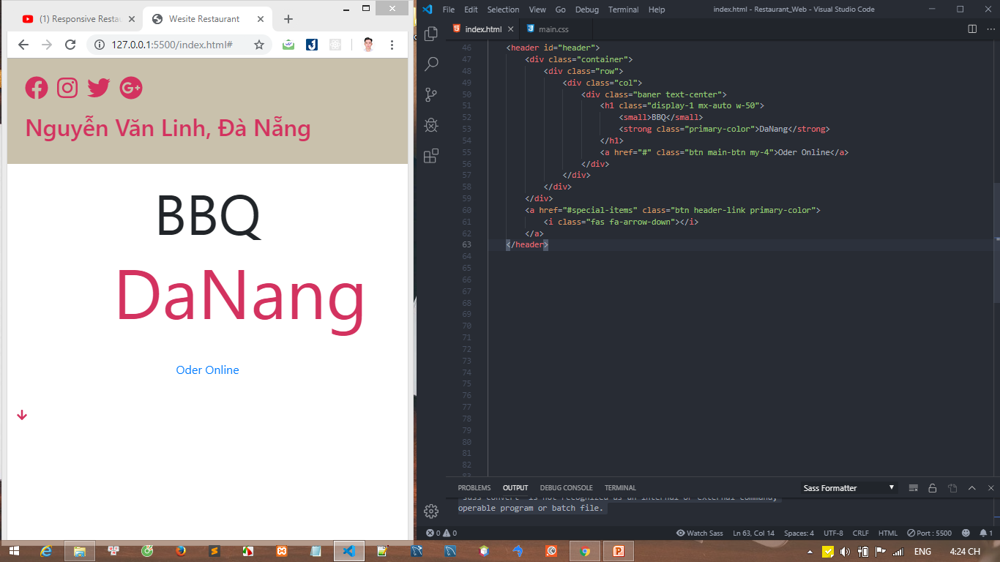 (1) Responsive Restau
Wesite Restaurant
127.0.0.1:5500/index.html#
Nguyễn Văn Linh, Đà Nẵng
BBQ
DaNang
Oder Online
File Edit Selection View Go Debug Terminal Help
index.html - Restaurant_Web - Visual Studio Code
index.html
main.css
46 <header id="header">
47 <div class="container">
48 <div class="row">
49 <div class="col">
50 <div class="baner text-center">
51 <h1 class="display-1 mx-auto w-50">
52 <small>BBQ</small>
53 <strong class="primary-color">DaNang</strong>
54 </h1>
55 <a href="#" class="btn main-btn my-4">Oder Online</a>
56 </div>
57 </div>
58 </div>
59 </div>
60 <a href="#special-items" class="btn header-link primary-color">
61 <i class="fas fa-arrow-down"></i>
62 </a>
63 </header>
64
65
66
67
68
69
70
71
72
73
74
75
76
77
78
79
80
81
82
PROBLEMS OUTPUT DEBUG CONSOLE TERMINAL
Sass Formatter
is not recognized as an internal or external command,
operable program or batch file.
0 0
Watch Sass
Ln 63, Col 14
Spaces: 4
UTF-8
CRLF
HTML
Port : 5500
1
ENG
4:24 CH